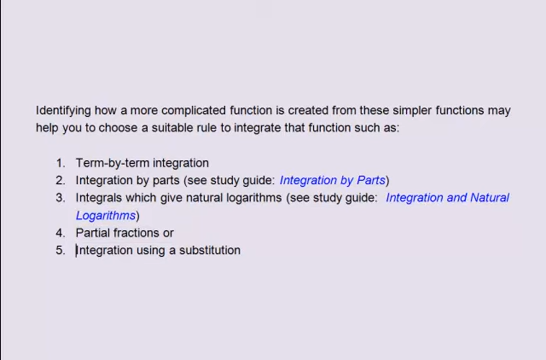 Identifying how a more complicated function is created from these simpler functions may
help you to choose a suitable rule to integrate that function such as:
1. Term-by-term integration
2. Integration by parts (see study guide: Integration by Parts)
3. Integrals which give natural logarithms (see study guide: Integration and Natural
Logarithms)
4. Partial fractions or
5. Integration using a substitution